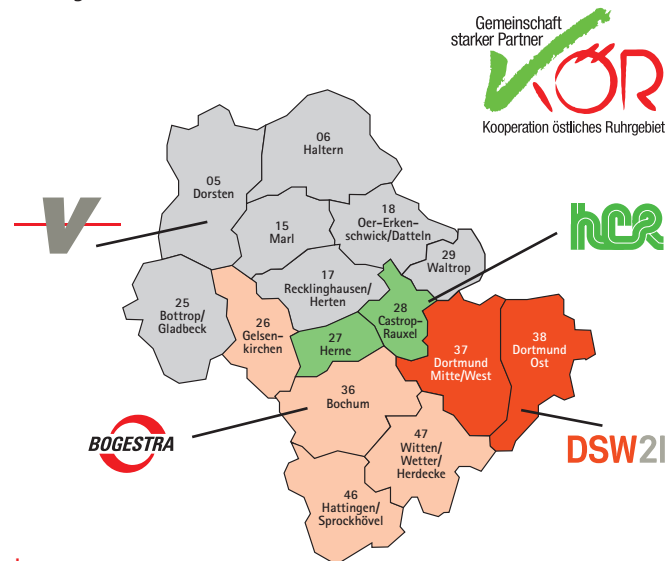 Gemeinschaft
starker Partner
KÖR
Kooperation östliches Ruhrgebiet
06
Haltern
05
Dorsten
V
18
Oer-Erken-
schwick/Datteln
hcr
15
Marl
29
Waltrop
17
Recklinghausen/
Herten
25
Bottrop/
Gladbeck
28
Castrop-
Rauxel
26
Gelsen-
kirchen
27
Herne
37
Dortmund
Mitte/West
38
Dortmund
Ost
36
Bochum
BOGESTRA
47
Witten/
Wetter/
Herdecke
DSW21
46
Hattingen/
Sprockhövel